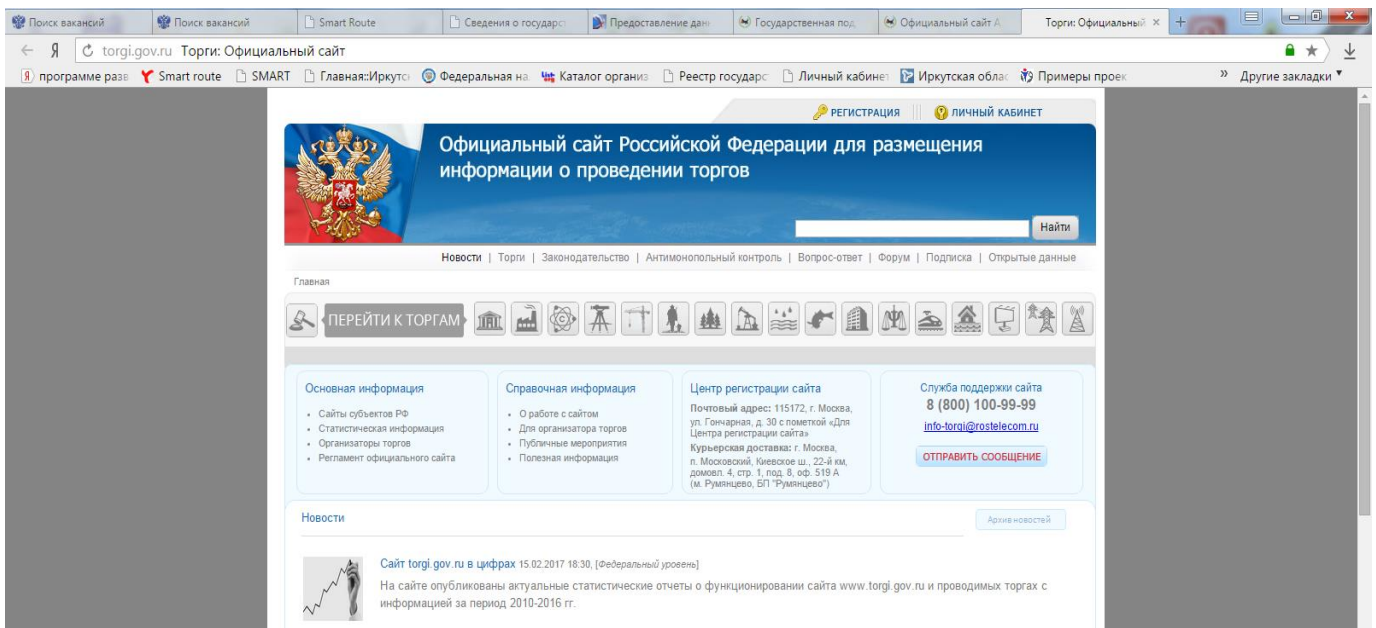 Поиск вакансий
Поиск вакансий
Smart Route
Сведения о государс
Предоставление дан
Государственная под
Официальный сайт А
Торги: Официальный
torgi.gov.ru Торги: Официальный сайт
программе разв
Smart route
SMART
Главная::Иркутс
Федеральная на
Каталог организ
Реестр государс
Личный кабинет
Иркутская облас
Примеры проек
» Другие закладки
РЕГИСТРАЦИЯ
ЛИЧНЫЙ КАБИНЕТ
Официальный сайт Российской Федерации для размещения
информации о проведении торгов
Найти
Новости | Торги | Законодательство | Антимонопольный контроль | Вопрос-ответ | Форум | Подписка | Открытые данные
Главная
ПЕРЕЙТИ К ТОРГАМ
Основная информация
• Сайты субъектов РФ
• Статистическая информация
• Организаторы торгов
• Регламент официального сайта
Справочная информация
• О работе с сайтом
• Для организатора торгов
• Публичные мероприятия
• Полезная информация
Центр регистрации сайта
Почтовый адрес: 115172, г. Москва,
ул. Гончарная, д. 30 с пометкой «Для
Центра регистрации сайта»
Курьерская доставка: г. Москва,
п. Московский, Киевское ш., 22-й км,
домовл. 4, стр. 1, под. 8, оф. 519 А
(м. Румянцево, БП "Румянцево")
Служба поддержки сайта
8 (800) 100-99-99
info-torgi@rostelecom.ru
ОТПРАВИТЬ СООБЩЕНИЕ
Новости
Архив новостей
Сайт torgi.gov.ru в цифрах 15.02.2017 18:30, [Федеральный уровень]
На сайте опубликованы актуальные статистические отчеты о функционировании сайта www.torgi.gov.ru и проводимых торгах с
информацией за период 2010-2016 гг.